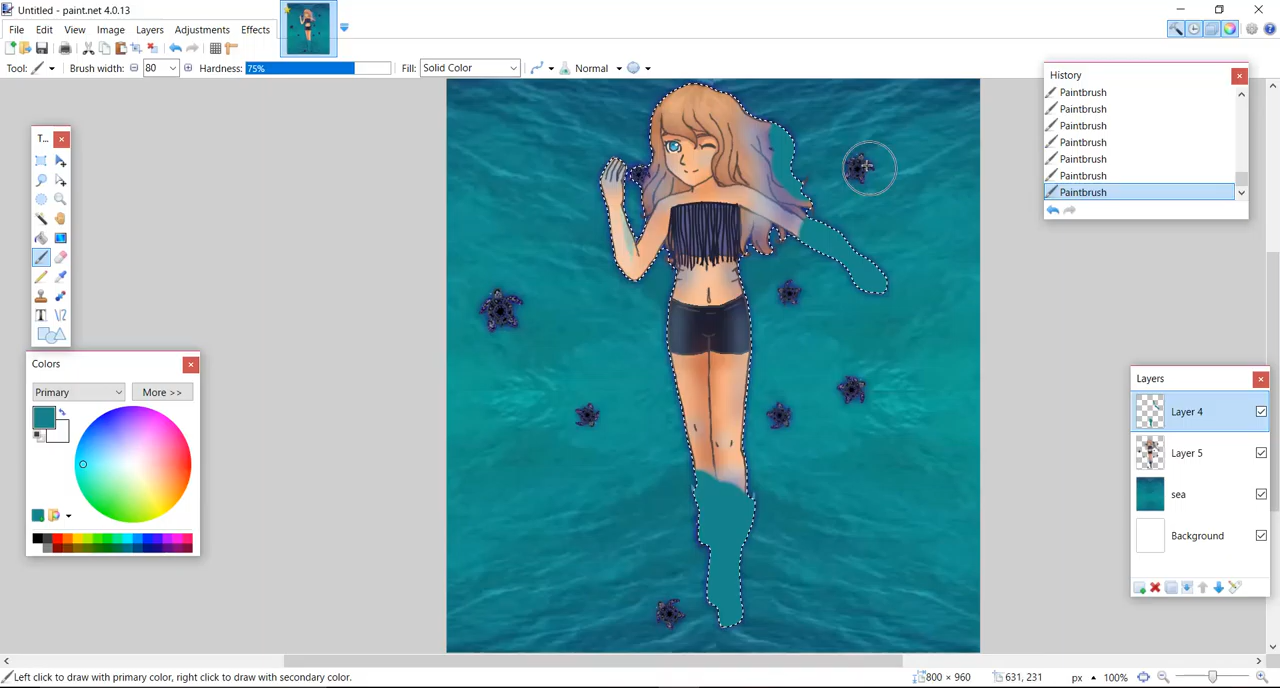 Untitled - paint.net 4.0.13
File Edit View Image Layers Adjustments Effects
Tool: Brush width: 80 Hardness: 75% Fill: Solid Color Normal
T...
Colors
Primary More >>
History
Paintbrush
Paintbrush
Paintbrush
Paintbrush
Paintbrush
Paintbrush
Paintbrush
Layers
Layer 4
Layer 5
sea
Background
Left click to draw with primary color, right click to draw with secondary color. 800 × 960 631, 231 px 100%